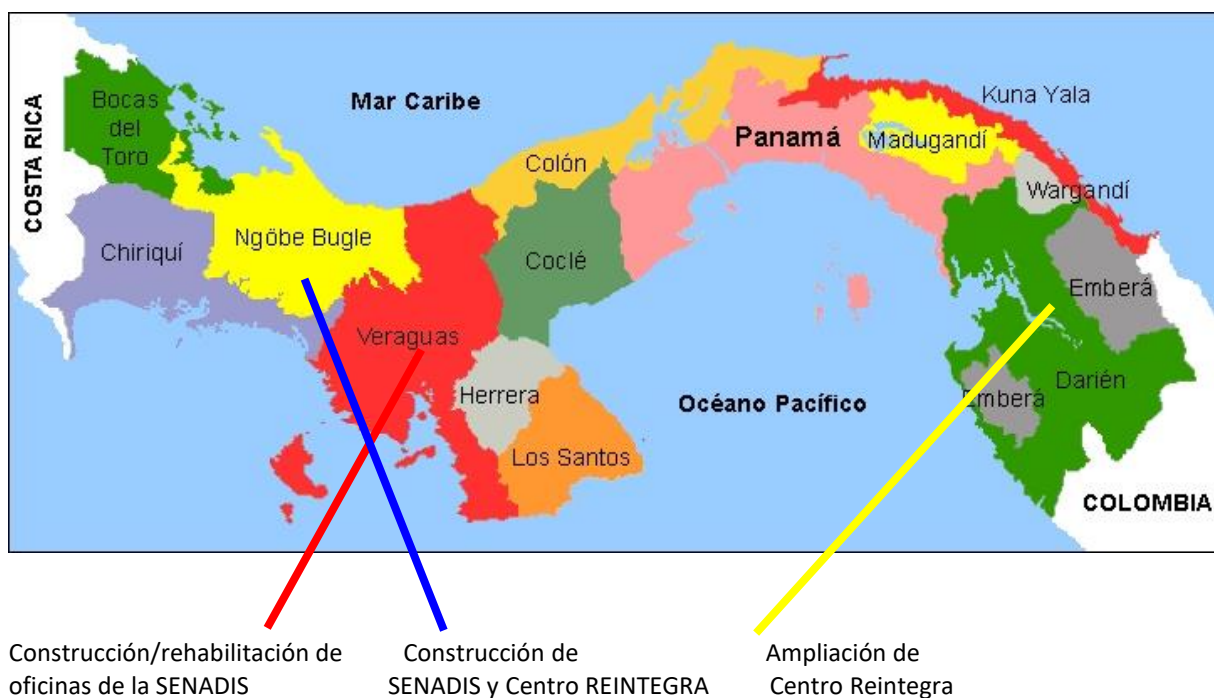 COSTA RICA
Bocas
del
Toro
Mar Caribe
Kuna Yala
Panamá
Madugandí
Colón
Wargandí
Chiriquí
Ngöbe Bugle
Coclé
Emberá
Veraguas
Herrera
Océano Pacífico
Emberá
Darién
Los Santos
COLOMBIA
Construcción/rehabilitación de
oficinas de la SENADIS
Construcción de
SENADIS y Centro REINTEGRA
Ampliación de
Centro Reintegra